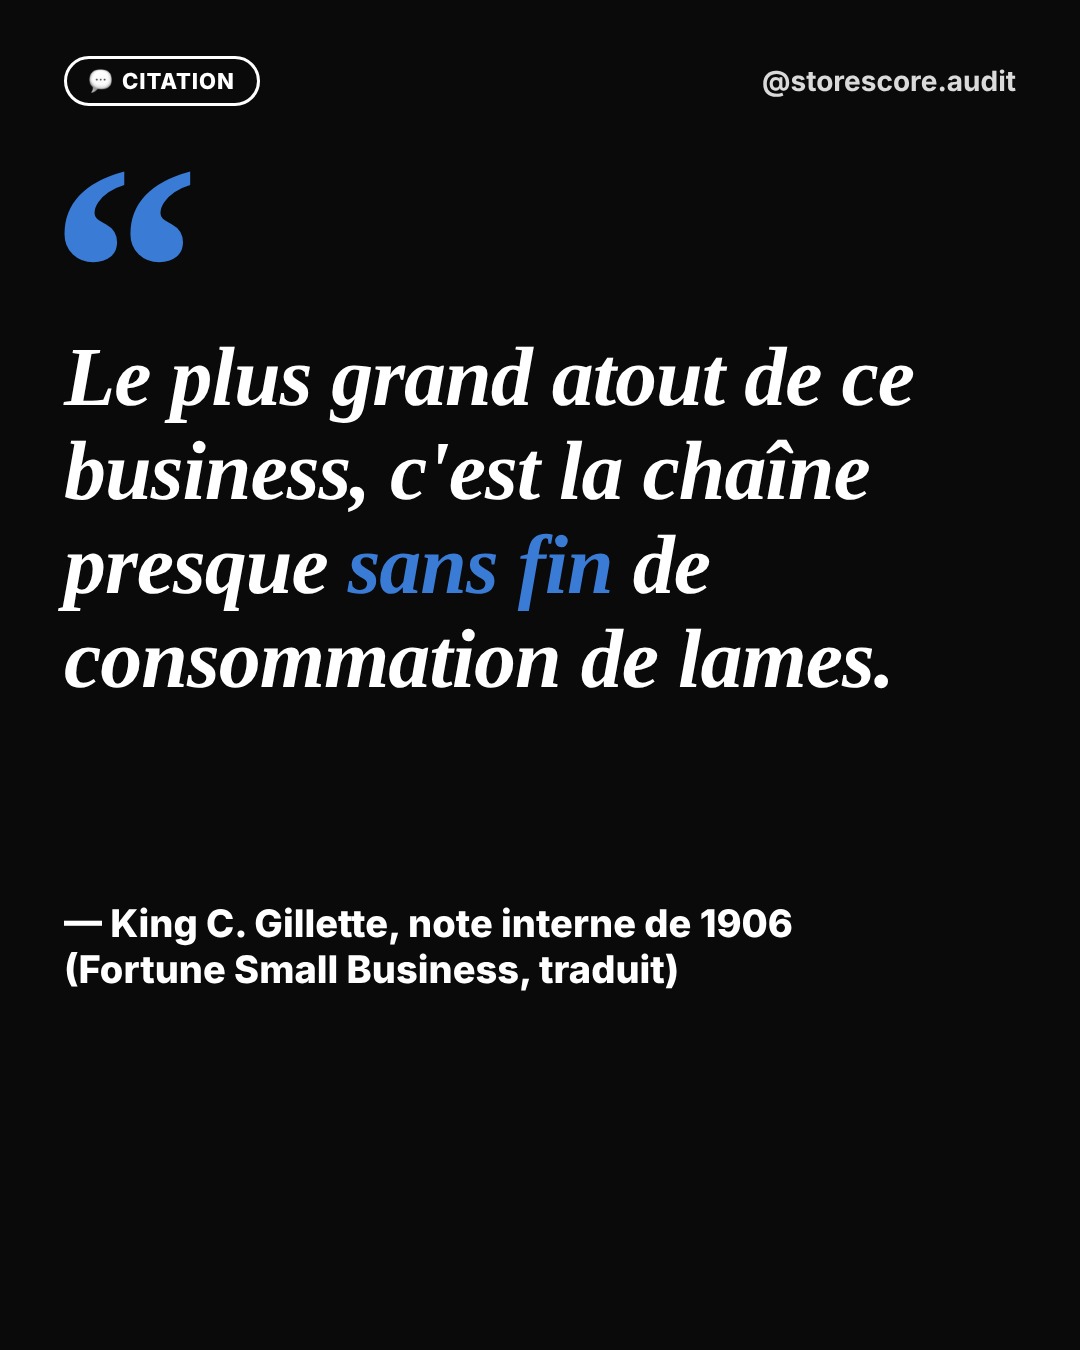 💬 CITATION
@storescore.audit
“
Le plus grand atout de ce
business, c'est la chaîne
presque sans fin de
consommation de lames.
— King C. Gillette, note interne de 1906
(Fortune Small Business, traduit)